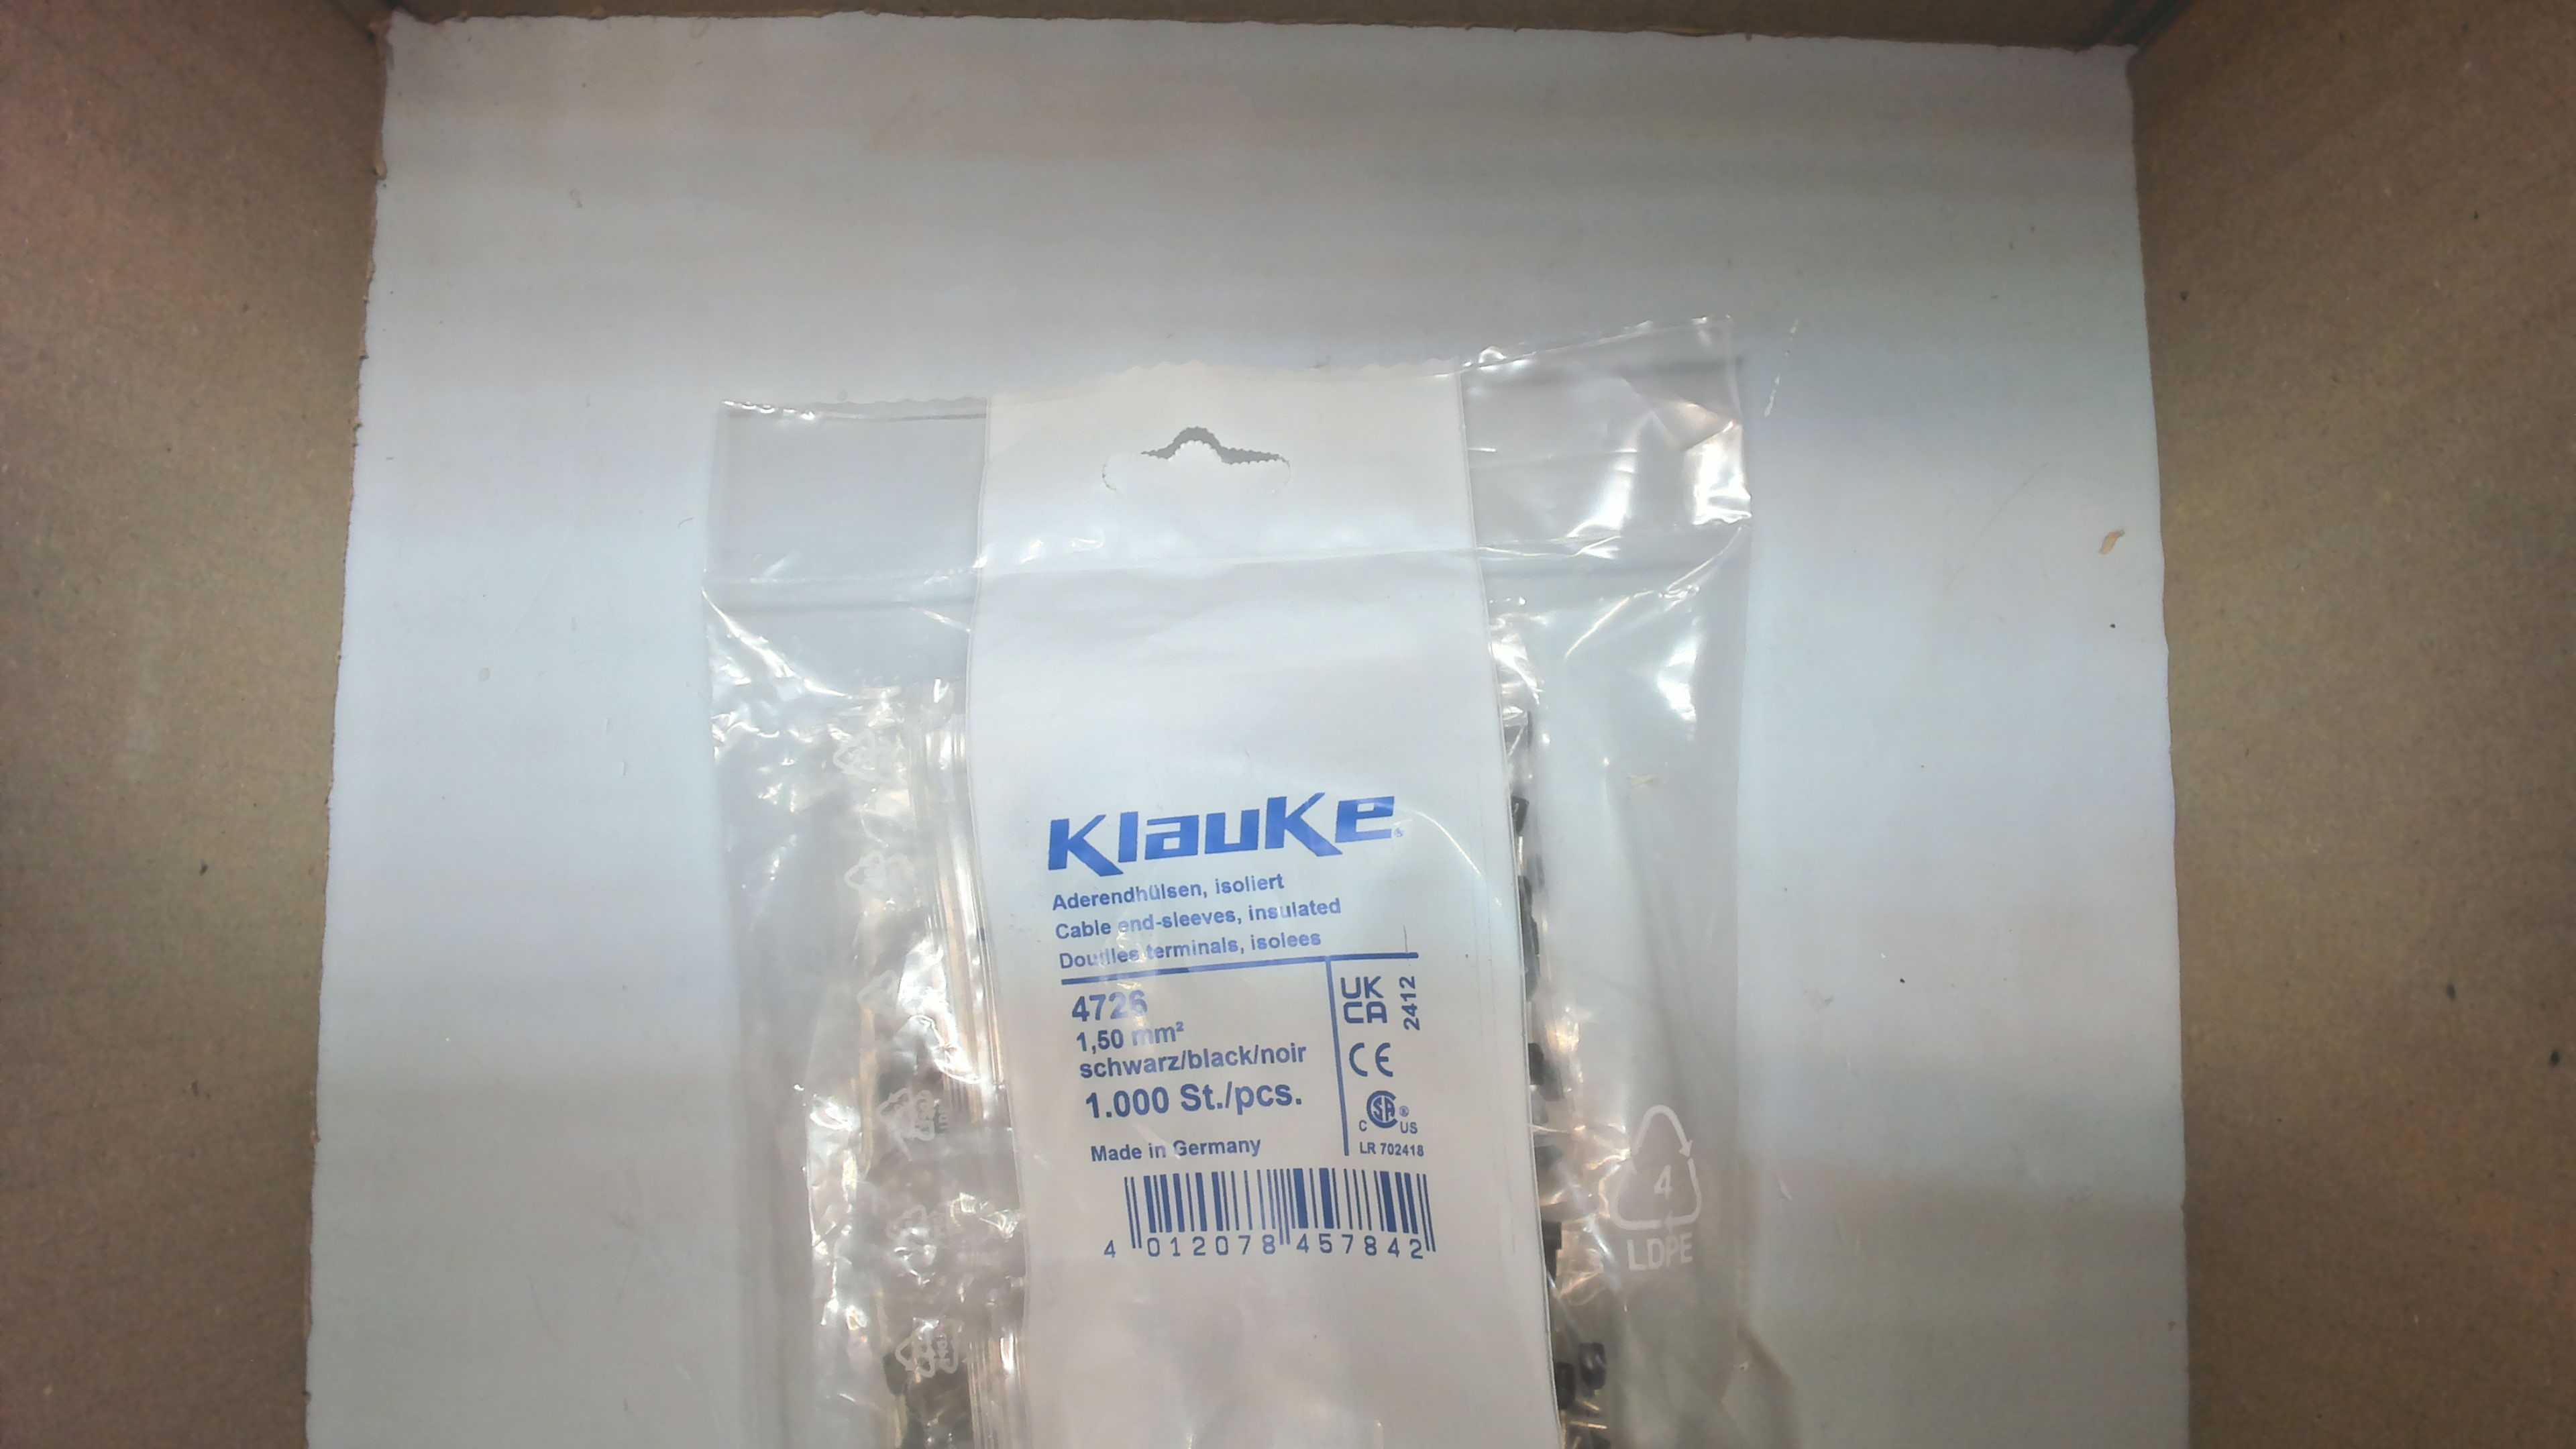 Klauke®
Aderendhülsen, isoliert
Cable end-sleeves, insulated
Douilles terminals, isolees
4726
1,50 mm²
schwarz/black/noir
1.000 St./pcs.
Made in Germany
UK
CA
2412
CE
CSA®
C US
LR 702418
4 012078 457842
4
LDPE